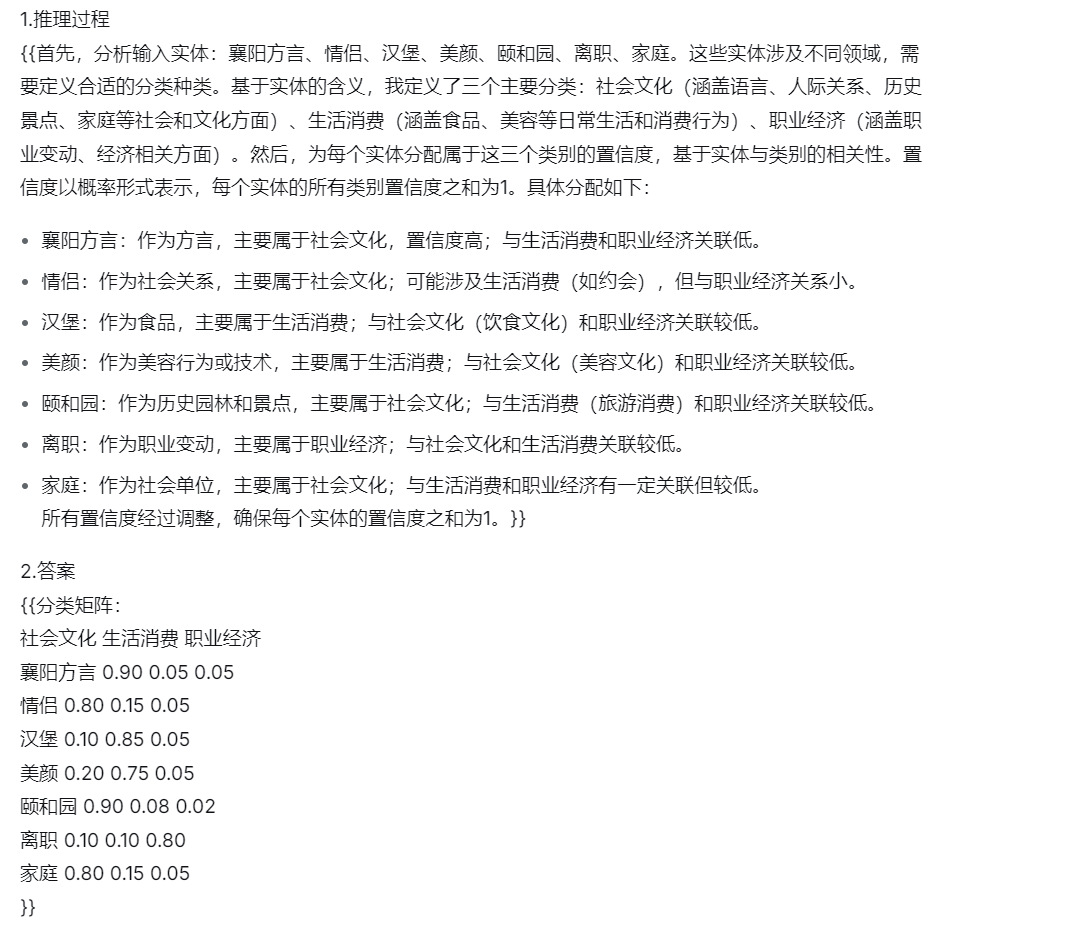 1.推理过程
{{首先，分析输入实体：襄阳方言、情侣、汉堡、美颜、颐和园、离职、家庭。这些实体涉及不同领域，需
要定义合适的分类种类。基于实体的含义，我定义了三个主要分类：社会文化（涵盖语言、人际关系、历史
景点、家庭等社会和文化方面）、生活消费（涵盖食品、美容等日常生活和消费行为）、职业经济（涵盖职
业变动、经济相关方面）。然后，为每个实体分配属于这三个类别的置信度，基于实体与类别的相关性。置
信度以概率形式表示，每个实体的所有类别置信度之和为1。具体分配如下：
• 襄阳方言：作为方言，主要属于社会文化，置信度高；与生活消费和职业经济关联低。
• 情侣：作为社会关系，主要属于社会文化；可能涉及生活消费（如约会），但与职业经济关系小。
• 汉堡：作为食品，主要属于生活消费；与社会文化（饮食文化）和职业经济关联较低。
• 美颜：作为美容行为或技术，主要属于生活消费；与社会文化（美容文化）和职业经济关联较低。
• 颐和园：作为历史园林和景点，主要属于社会文化；与生活消费（旅游消费）和职业经济关联较低。
• 离职：作为职业变动，主要属于职业经济；与社会文化和生活消费关联较低。
• 家庭：作为社会单位，主要属于社会文化；与生活消费和职业经济有一定关联但较低。
所有置信度经过调整，确保每个实体的置信度之和为1。}}
2.答案
{{分类矩阵：
社会文化 生活消费 职业经济
襄阳方言 0.90 0.05 0.05
情侣 0.80 0.15 0.05
汉堡 0.10 0.85 0.05
美颜 0.20 0.75 0.05
颐和园 0.90 0.08 0.02
离职 0.10 0.10 0.80
家庭 0.80 0.15 0.05
}}